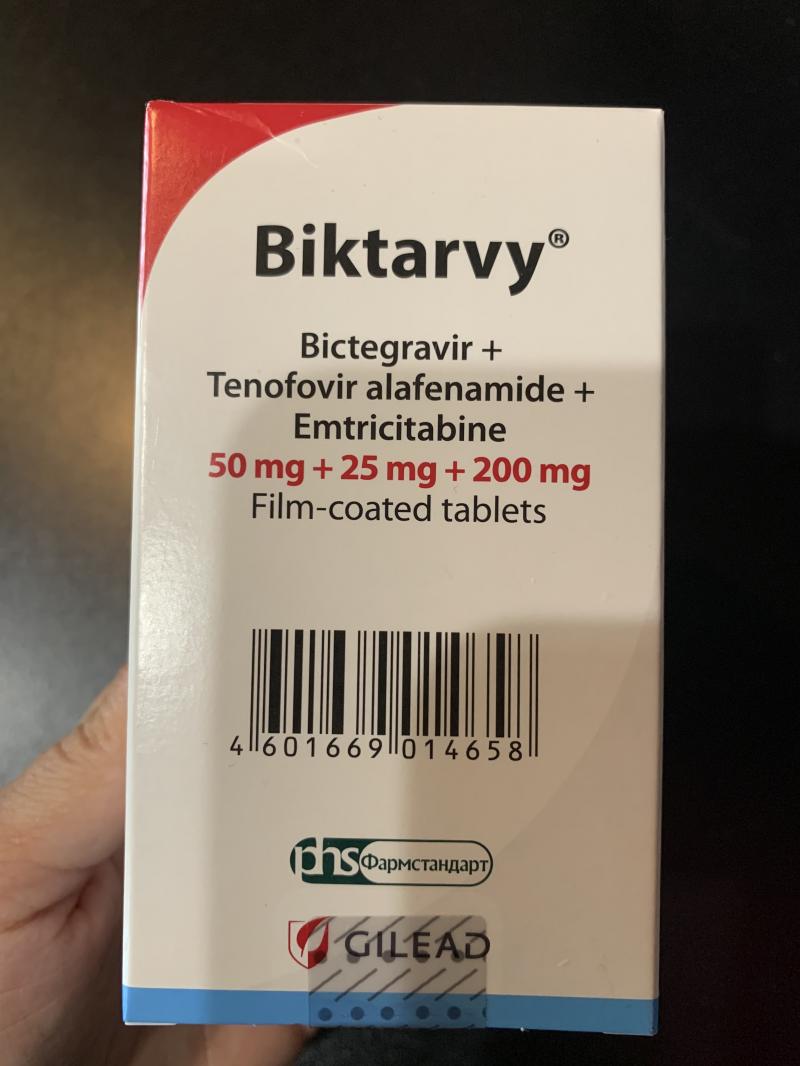 Biktarvy®
Bictegravir +
Tenofovir alafenamide +
Emtricitabine
50 mg + 25 mg + 200 mg
Film-coated tablets
4 601669 014658
phs Фармстандарт
GILEAD